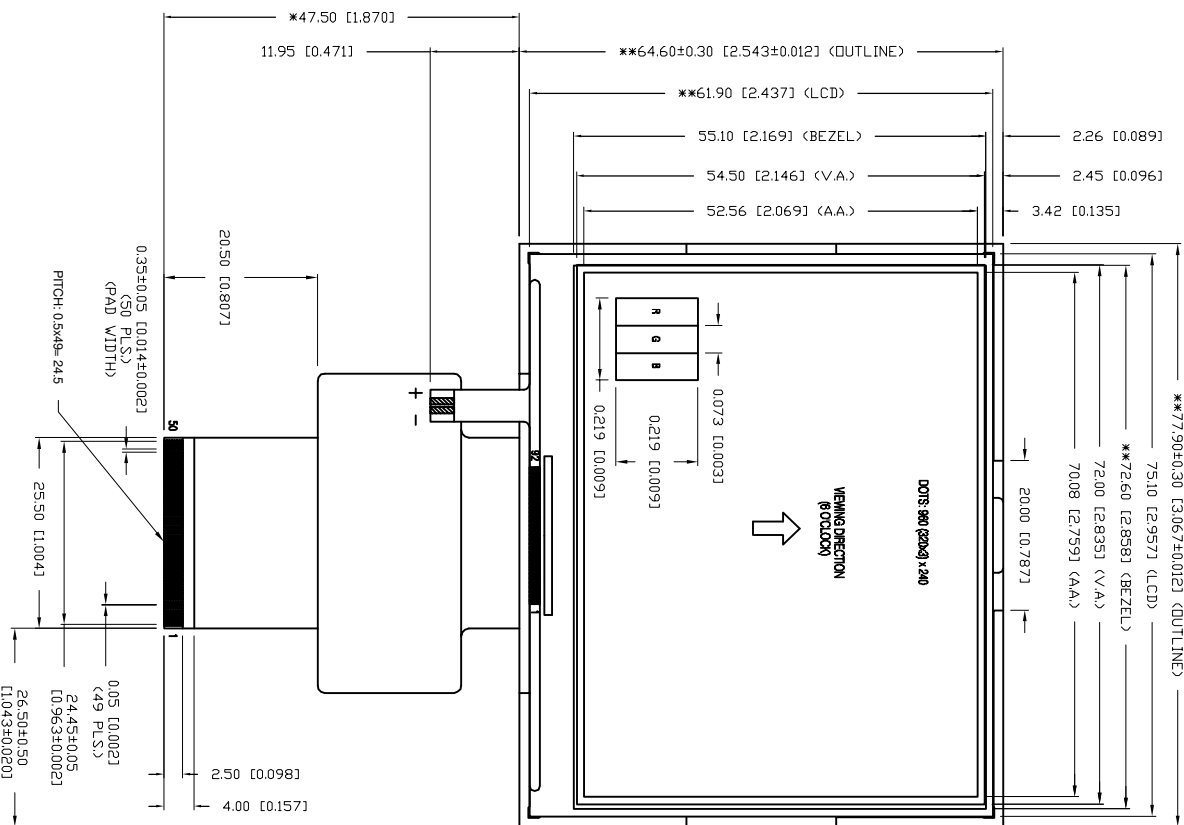 *47.50 [1.870]
11.95 [0.471]
**64.60±0.30 [2.543±0.012] (OUTLINE)
**61.90 [2.437] (LCD)
55.10 [2.169] (BEZEL)
2.26 [0.089]
54.50 [2.146] (V.A.)
2.45 [0.096]
52.56 [2.069] (A.A.)
3.42 [0.135]
**77.90±0.30 [3.067±0.012] (OUTLINE)
75.10 [2.957] (LCD)
**72.60 [2.858] (BEZEL)
72.00 [2.835] (V.A.)
70.08 [2.759] (A.A.)
20.00 [0.787]
DOTS: 960 (320x3) x 240
VIEWING DIRECTION
(6 O'CLOCK)
R
G
B
0.073 [0.003]
0.219 [0.009]
0.219 [0.009]
20.50 [0.807]
0.35±0.05 [0.014±0.002]
(50 PLS.)
(PAD WIDTH)
PITCH: 0.5x49= 24.5
+
-
50
1
92
1
25.50 [1.004]
0.05 [0.002]
(49 PLS.)
24.45±0.05
[0.963±0.002]
26.50±0.50
[1.043±0.020]
2.50 [0.098]
4.00 [0.157]